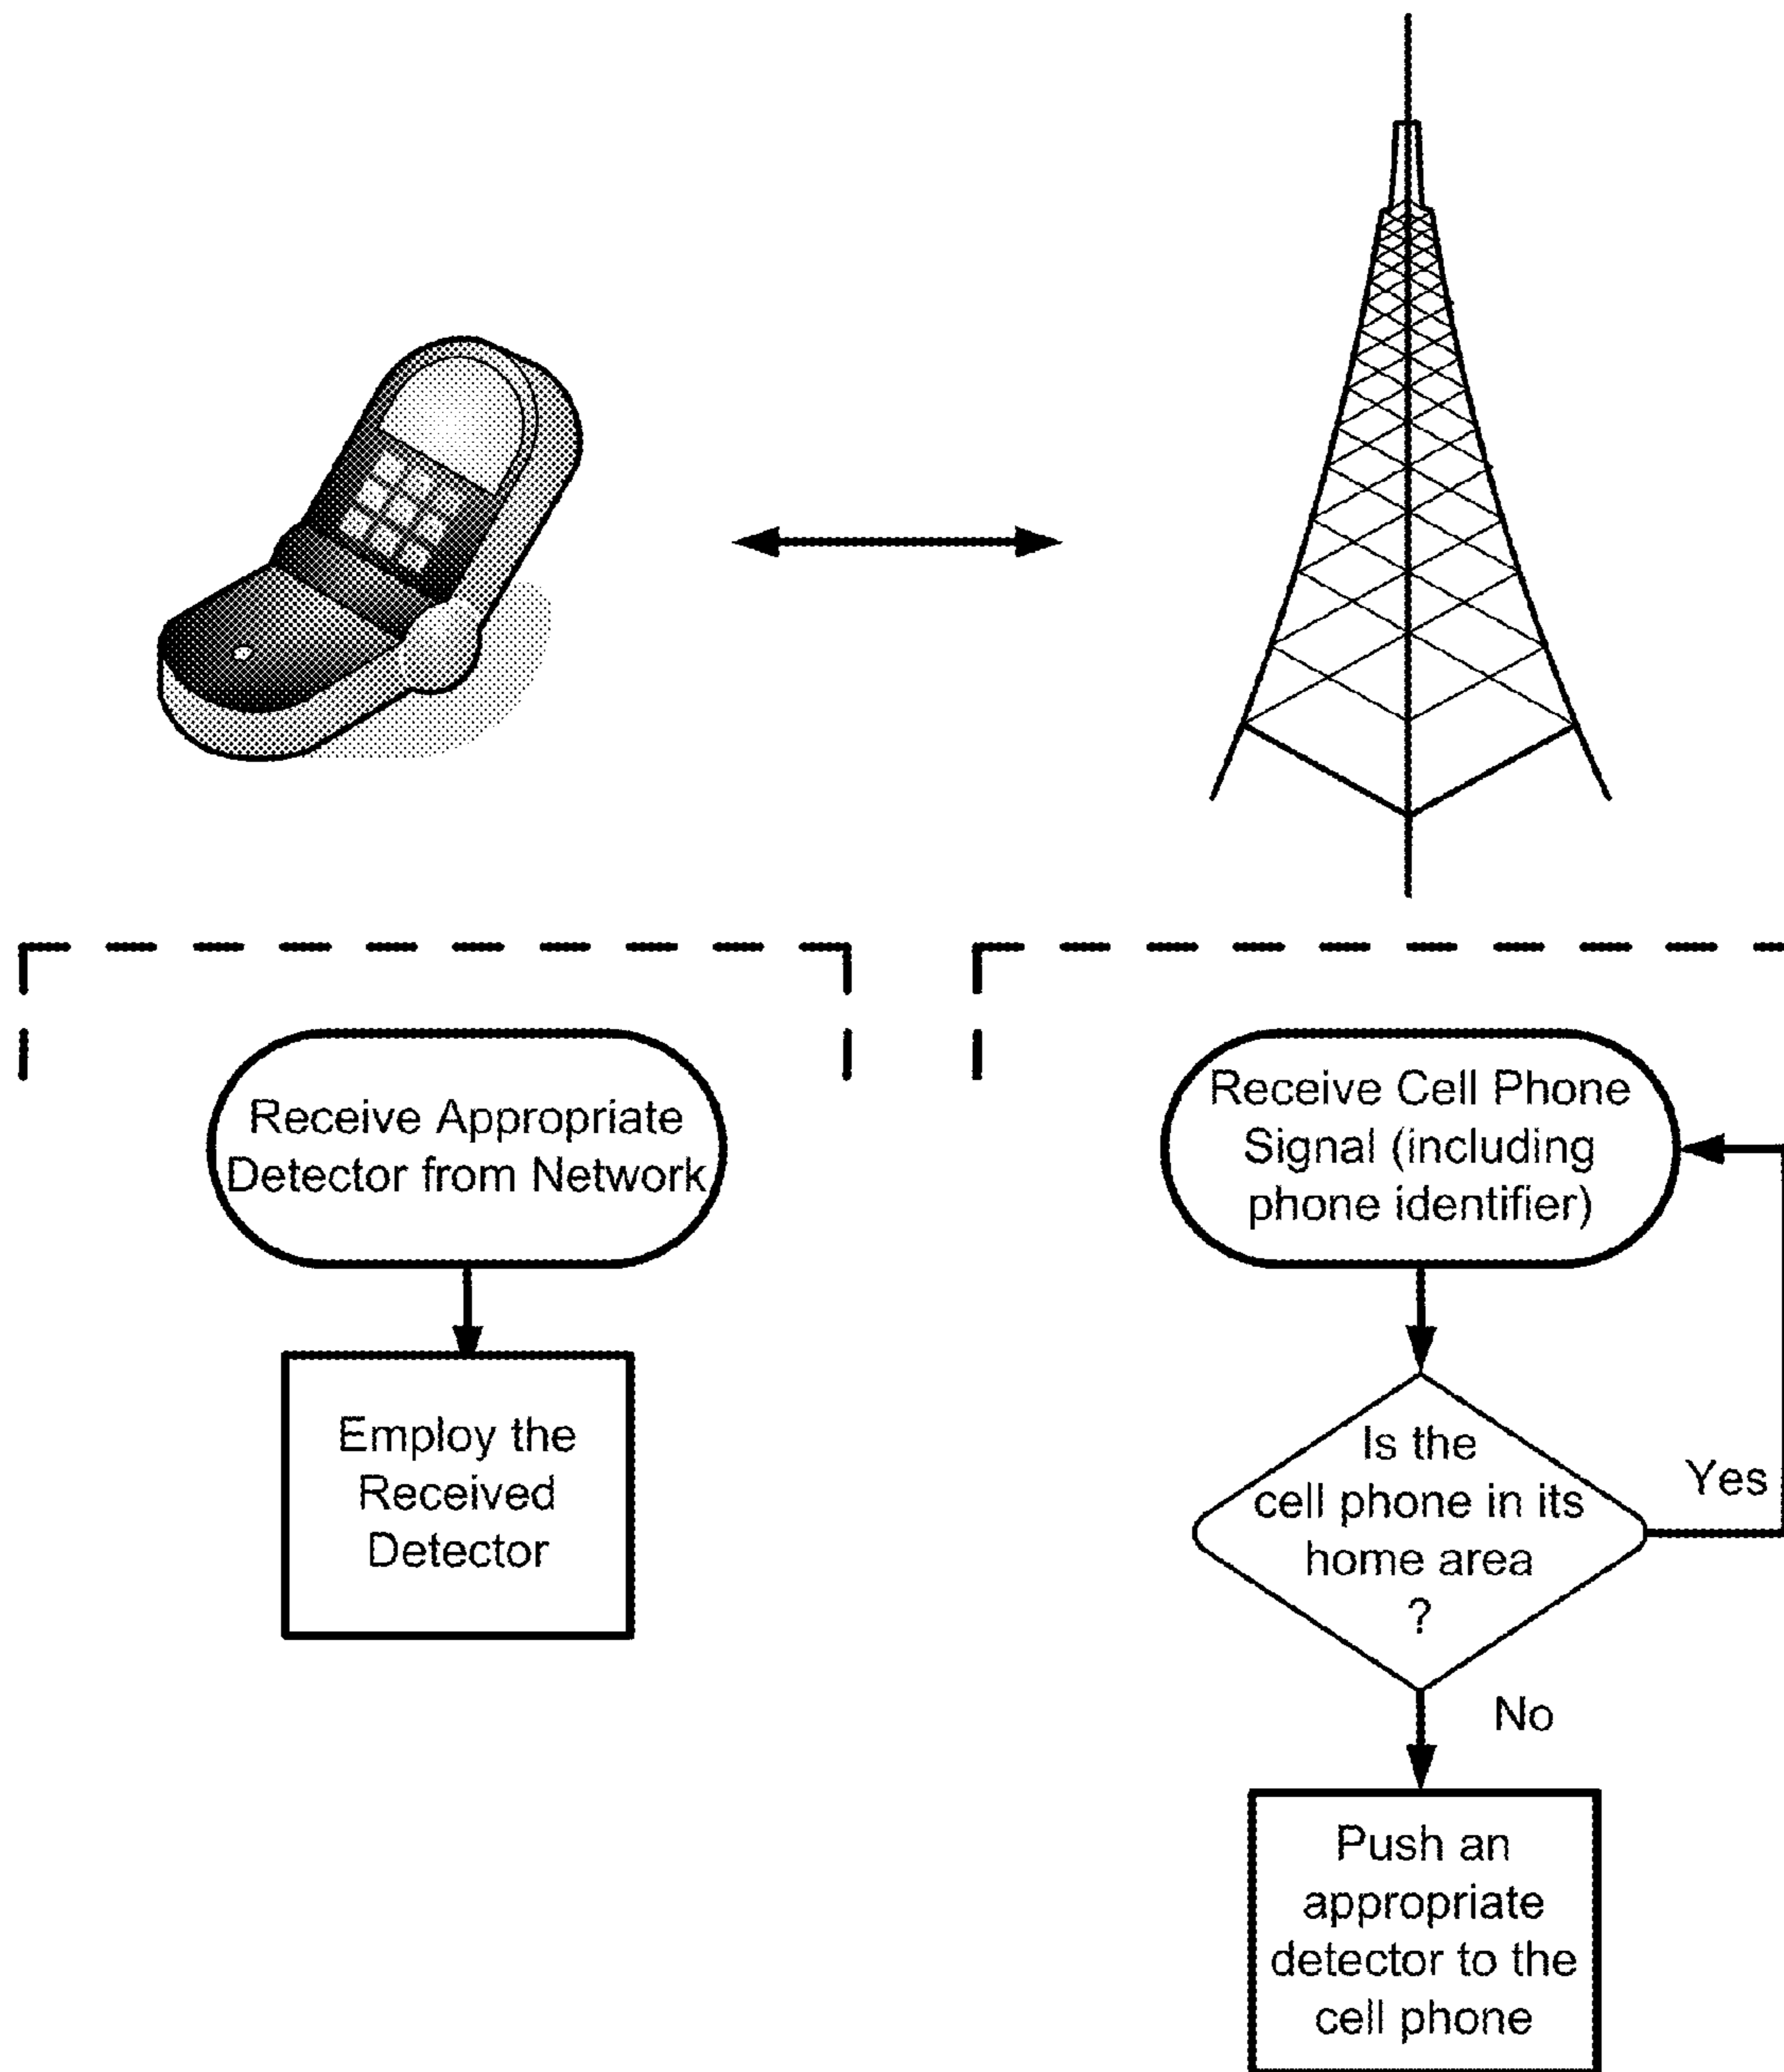 Receive Appropriate
Detector from Network
Employ the
Received
Detector
Receive Cell Phone
Signal (including
phone identifier)
Is the
cell phone in its
home area
?
Yes
No
Push an
appropriate
detector to the
cell phone